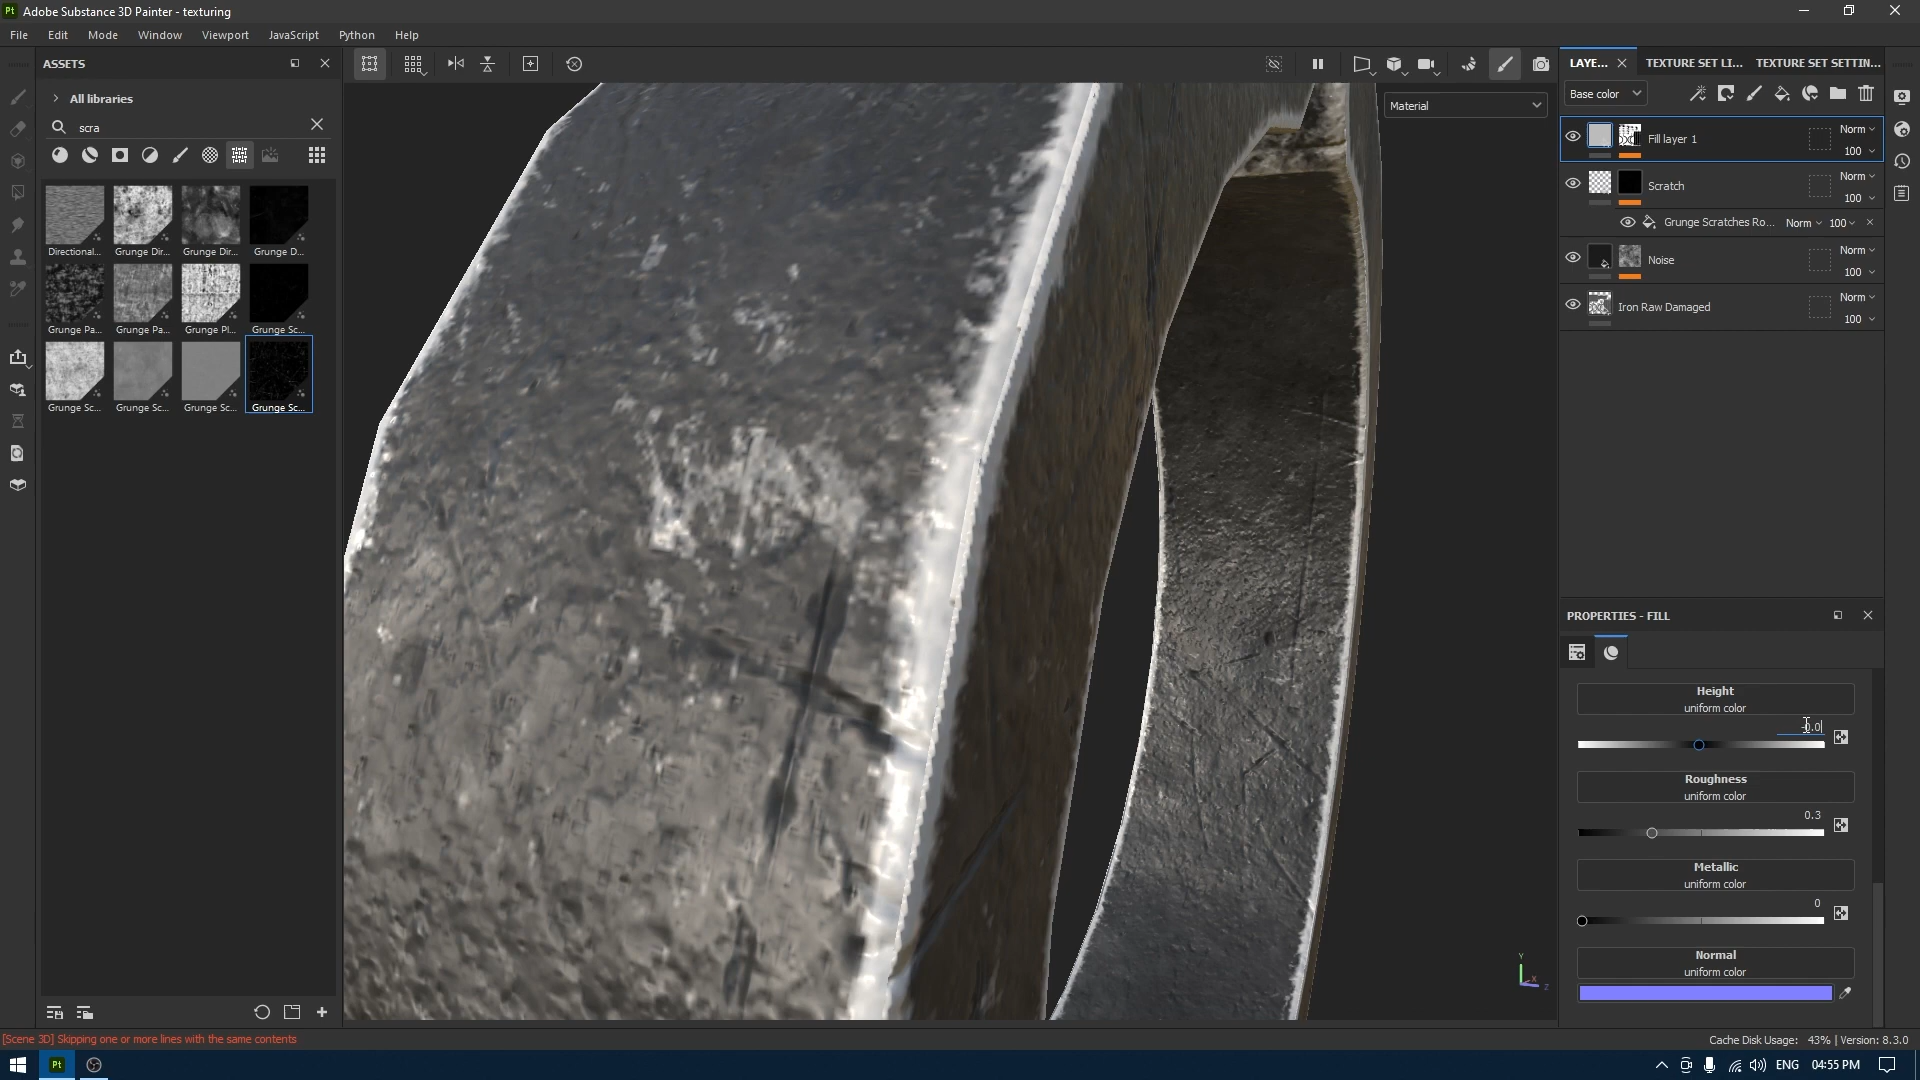 Pt Adobe Substance 3D Painter - texturing
File Edit Mode Window Viewport JavaScript Python Help
ASSETS
All libraries
scra
Directional...
Grunge Dir...
Grunge Dir...
Grunge D...
Grunge Pa...
Grunge Pa...
Grunge Pl...
Grunge Sc...
Grunge Sc...
Grunge Sc...
Grunge Sc...
Grunge Sc...
Material
Y
Z
LAYE...
TEXTURE SET LI...
TEXTURE SET SETTIN...
Base color
Fill layer 1
Norm
100
Scratch
Norm
100
Grunge Scratches Ro...
Norm
100
Noise
Norm
100
Iron Raw Damaged
Norm
100
PROPERTIES - FILL
Height
uniform color
-0.0
Roughness
uniform color
0.3
Metallic
uniform color
0
Normal
uniform color
[Scene 3D] Skipping one or more lines with the same contents
Cache Disk Usage: 43% | Version: 8.3.0
Pt
ENG
04:55 PM